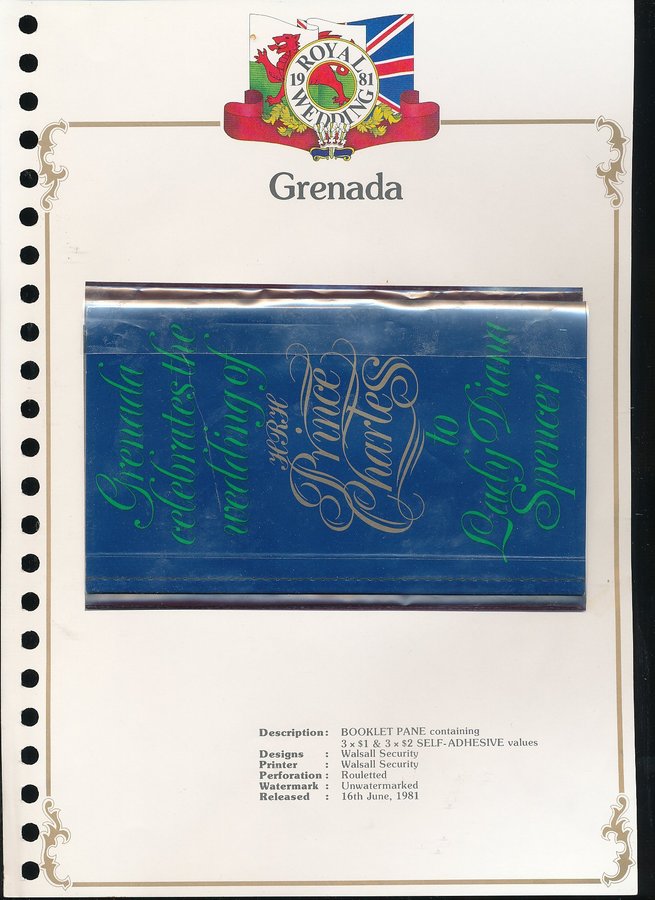 ROYAL
19 81
WEDDING
Grenada
Grenada
celebrates the
wedding of
HRH
Prince
Charles
to
Lady Diana
Spencer
Description: BOOKLET PANE containing
3 x $1 & 3 x $2 SELF-ADHESIVE values
Designs : Walsall Security
Printer : Walsall Security
Perforation : Rouletted
Watermark : Unwatermarked
Released : 16th June, 1981